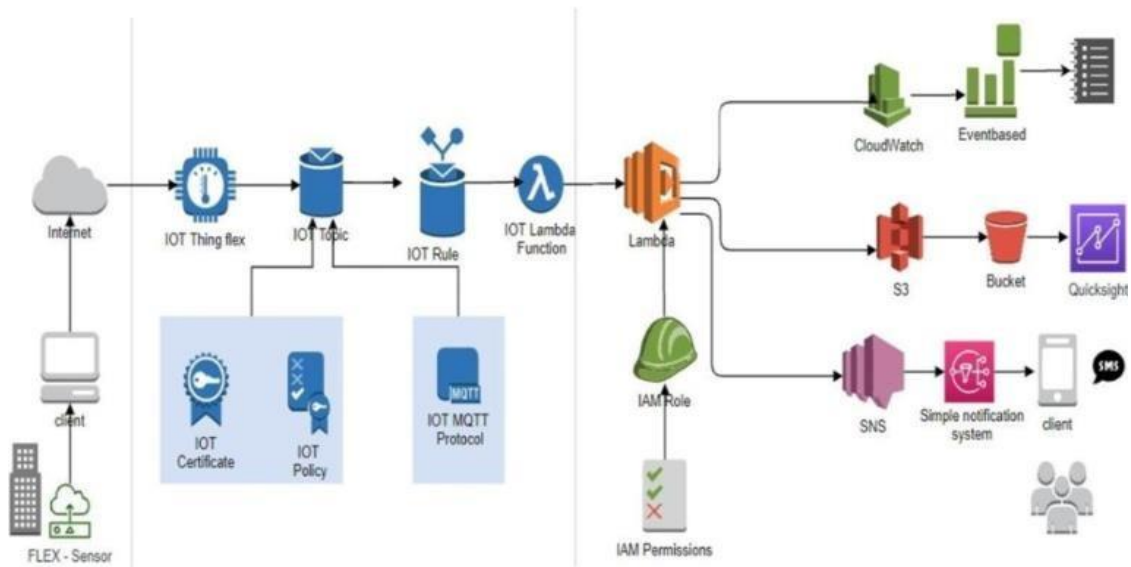 CloudWatch
Eventbased
Internet
IOT Thing flex
IOT Topic
IOT Rule
IOT Lambda
Function
Lambda
S3
Bucket
Quicksight
client
IOT
Certificate
IOT
Policy
MQTT
IOT MQTT
Protocol
IAM Role
SNS
Simple notification
system
client
SMS
FLEX - Sensor
IAM Permissions